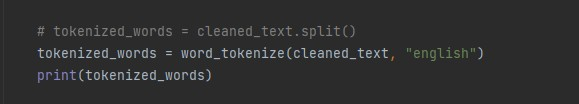 # tokenized_words = cleaned_text.split()
tokenized_words = word_tokenize(cleaned_text, "english")
print(tokenized_words)